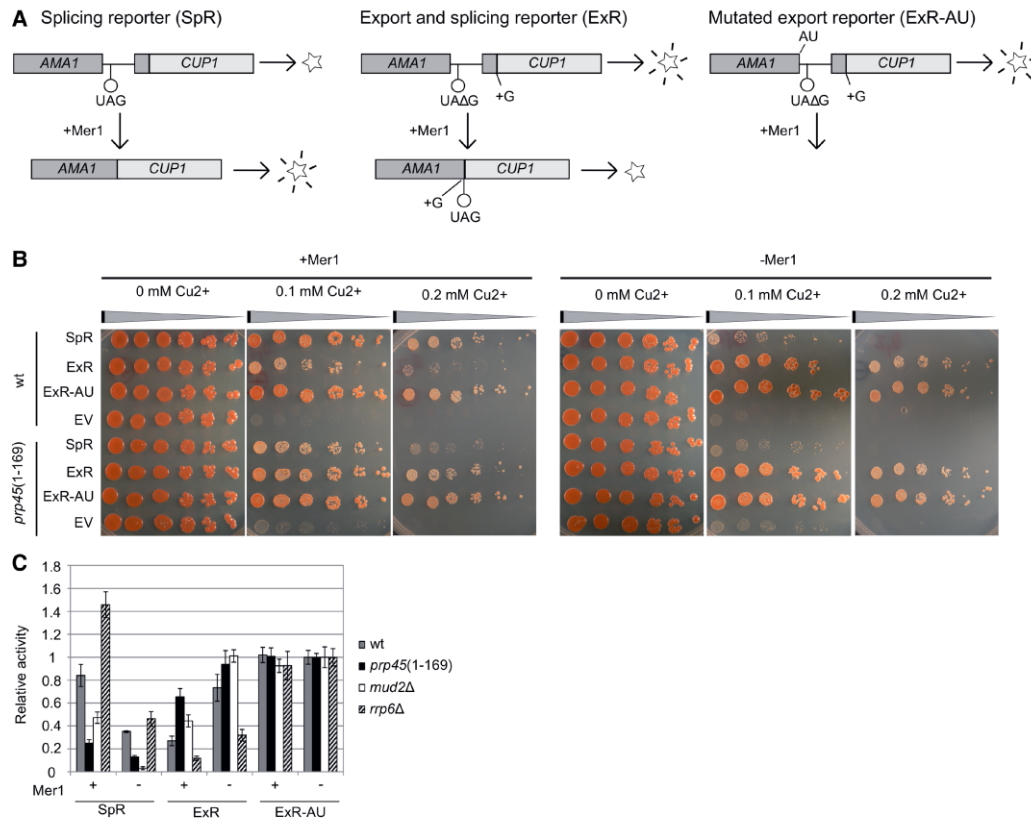 A
Splicing reporter (SpR)
Export and splicing reporter (ExR)
Mutated export reporter (ExR-AU)
AU
AMA1 CUP1
AMA1 CUP1
AMA1 CUP1
UAG
UAΔG
+G
UAΔG
+G
+Mer1
+Mer1
+Mer1
AMA1 CUP1
AMA1 CUP1
+G
UAG
B
+Mer1
-Mer1
0 mM Cu2+ 0.1 mM Cu2+ 0.2 mM Cu2+
0 mM Cu2+ 0.1 mM Cu2+ 0.2 mM Cu2+
wt
SpR
ExR
ExR-AU
EV
prp45(1-169)
SpR
ExR
ExR-AU
EV
C
Relative activity
1.8
1.6
1.4
1.2
1
0.8
0.6
0.4
0.2
0
wt
prp45(1-169)
mud2Δ
rrp6Δ
Mer1 + - + - + -
SpR ExR ExR-AU